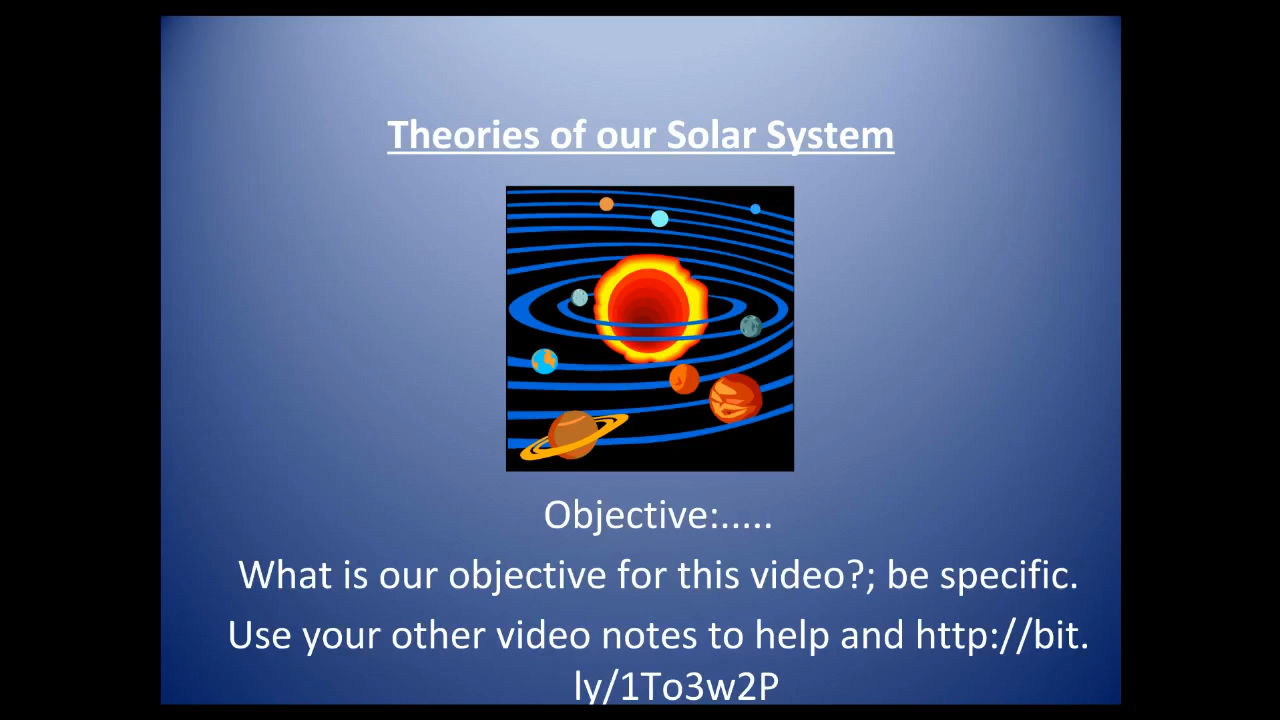 Theories of our Solar System
Objective:.....
What is our objective for this video?; be specific.
Use your other video notes to help and http://bit.
ly/1To3w2P